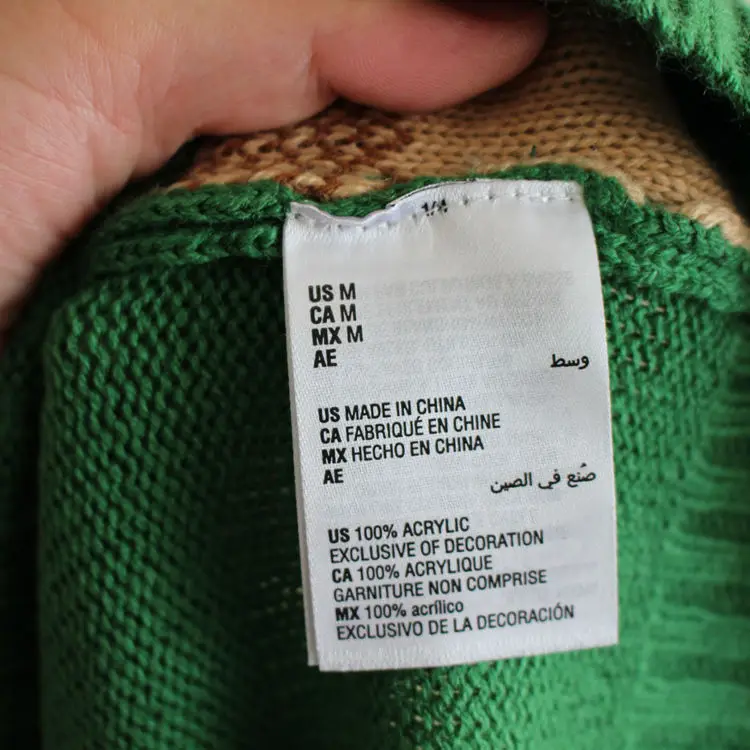 1/4
US M
CA M
MX M
AE وسط
US MADE IN CHINA
CA FABRIQUÉ EN CHINE
MX HECHO EN CHINA
AE صُنع في الصين
US 100% ACRYLIC
EXCLUSIVE OF DECORATION
CA 100% ACRYLIQUE
GARNITURE NON COMPRISE
MX 100% acrílico
EXCLUSIVO DE LA DECORACIÓN